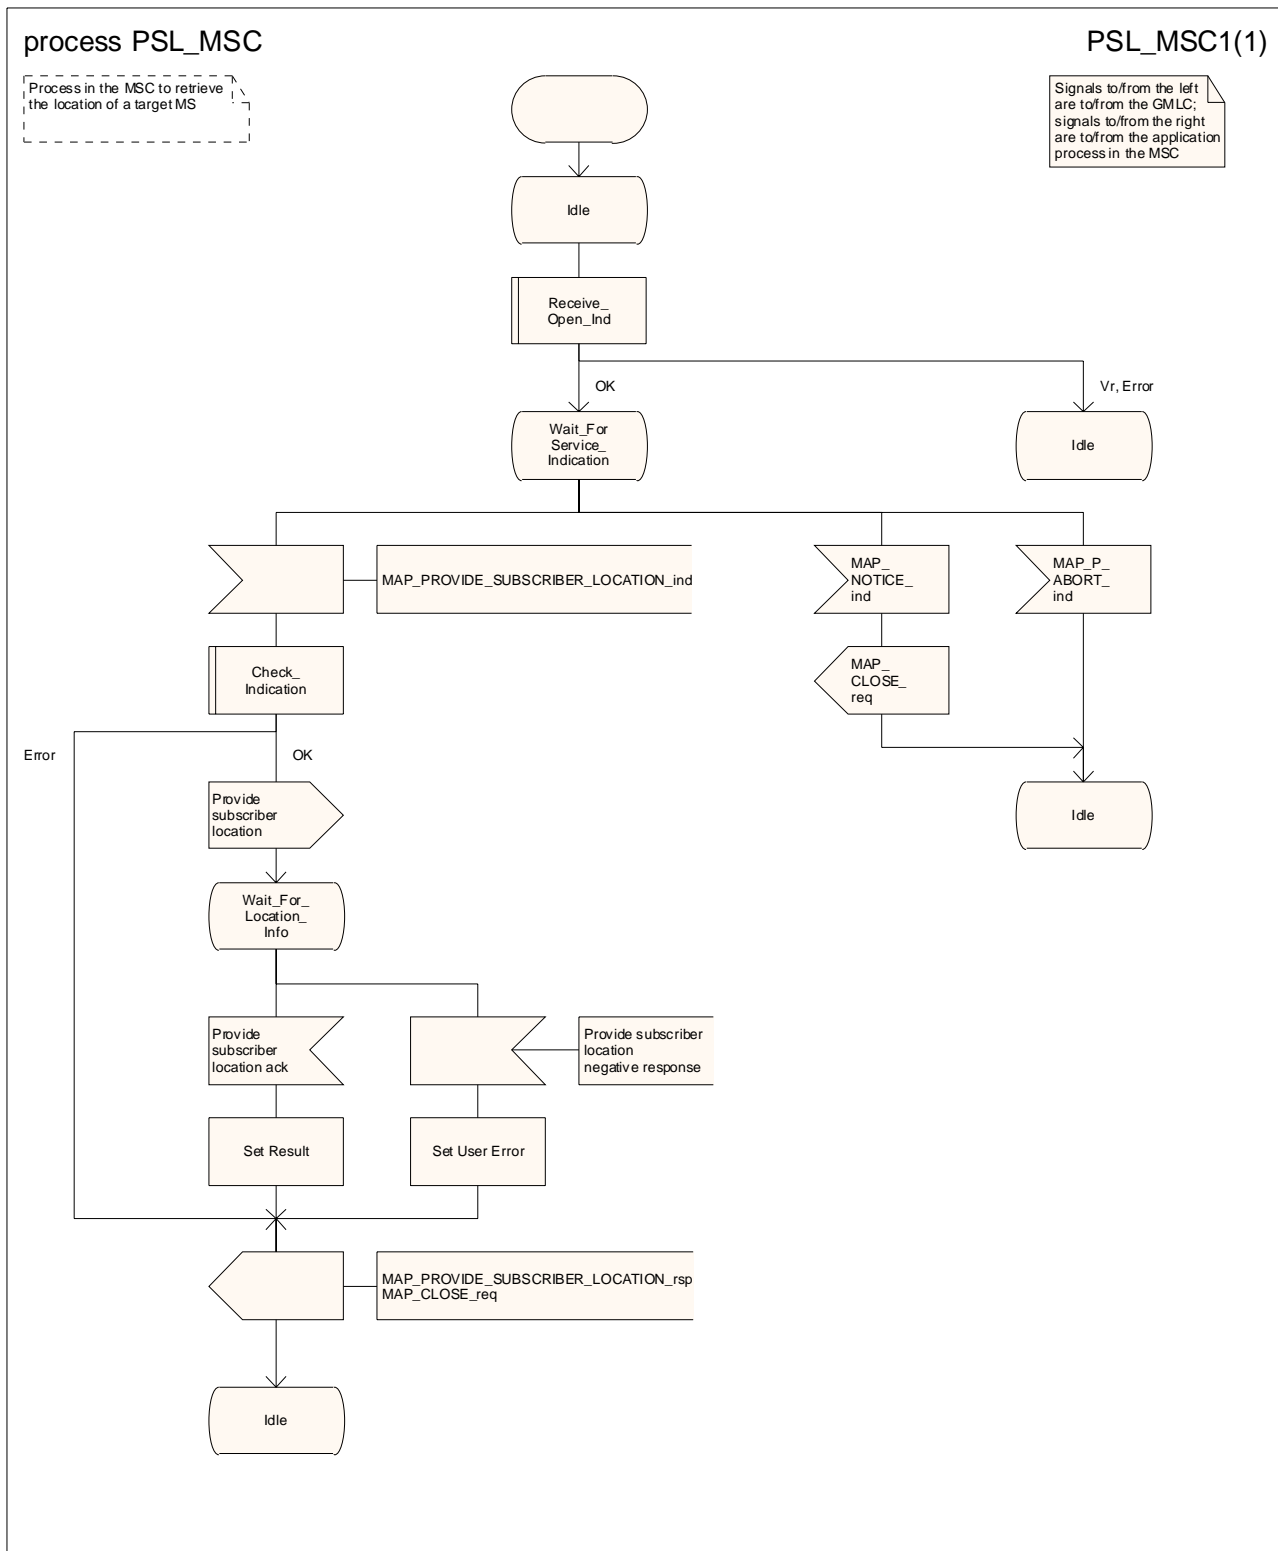 process PSL_MSC
PSL_MSC1(1)
Process in the MSC to retrieve
the location of a target MS
Signals to/from the left
are to/from the GMLC;
signals to/from the right
are to/from the application
process in the MSC
Idle
Receive_
Open_Ind
OK
Vr, Error
Wait_For
Service_
Indication
Idle
MAP_PROVIDE_SUBSCRIBER_LOCATION_ind
MAP_
NOTICE_
ind
MAP_P_
ABORT_
ind
Check_
Indication
MAP_
CLOSE_
req
Error
OK
Provide
subscriber
location
Idle
Wait_For_
Location_
Info
Provide
subscriber
location ack
Provide subscriber
location
negative response
Set Result
Set User Error
MAP_PROVIDE_SUBSCRIBER_LOCATION_rsp
MAP_CLOSE_req
Idle